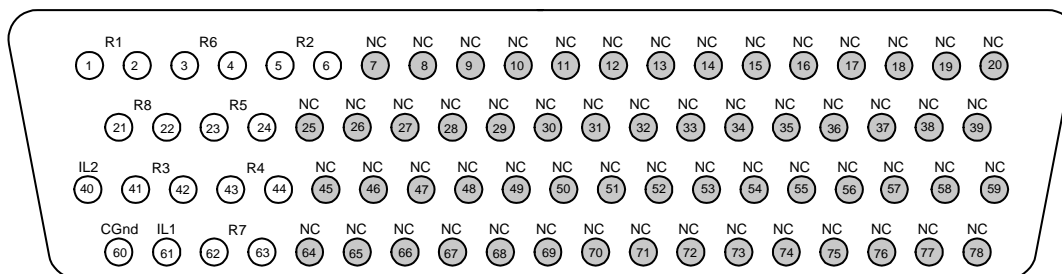 R1 R6 R2 NC NC NC NC NC NC NC NC NC NC NC NC NC NC
1 2 3 4 5 6 7 8 9 10 11 12 13 14 15 16 17 18 19 20
R8 R5 NC NC NC NC NC NC NC NC NC NC NC NC NC NC NC
21 22 23 24 25 26 27 28 29 30 31 32 33 34 35 36 37 38 39
IL2 R3 R4 NC NC NC NC NC NC NC NC NC NC NC NC NC NC NC
40 41 42 43 44 45 46 47 48 49 50 51 52 53 54 55 56 57 58 59
CGnd IL1 R7 NC NC NC NC NC NC NC NC NC NC NC NC NC NC NC
60 61 62 63 64 65 66 67 68 69 70 71 72 73 74 75 76 77 78